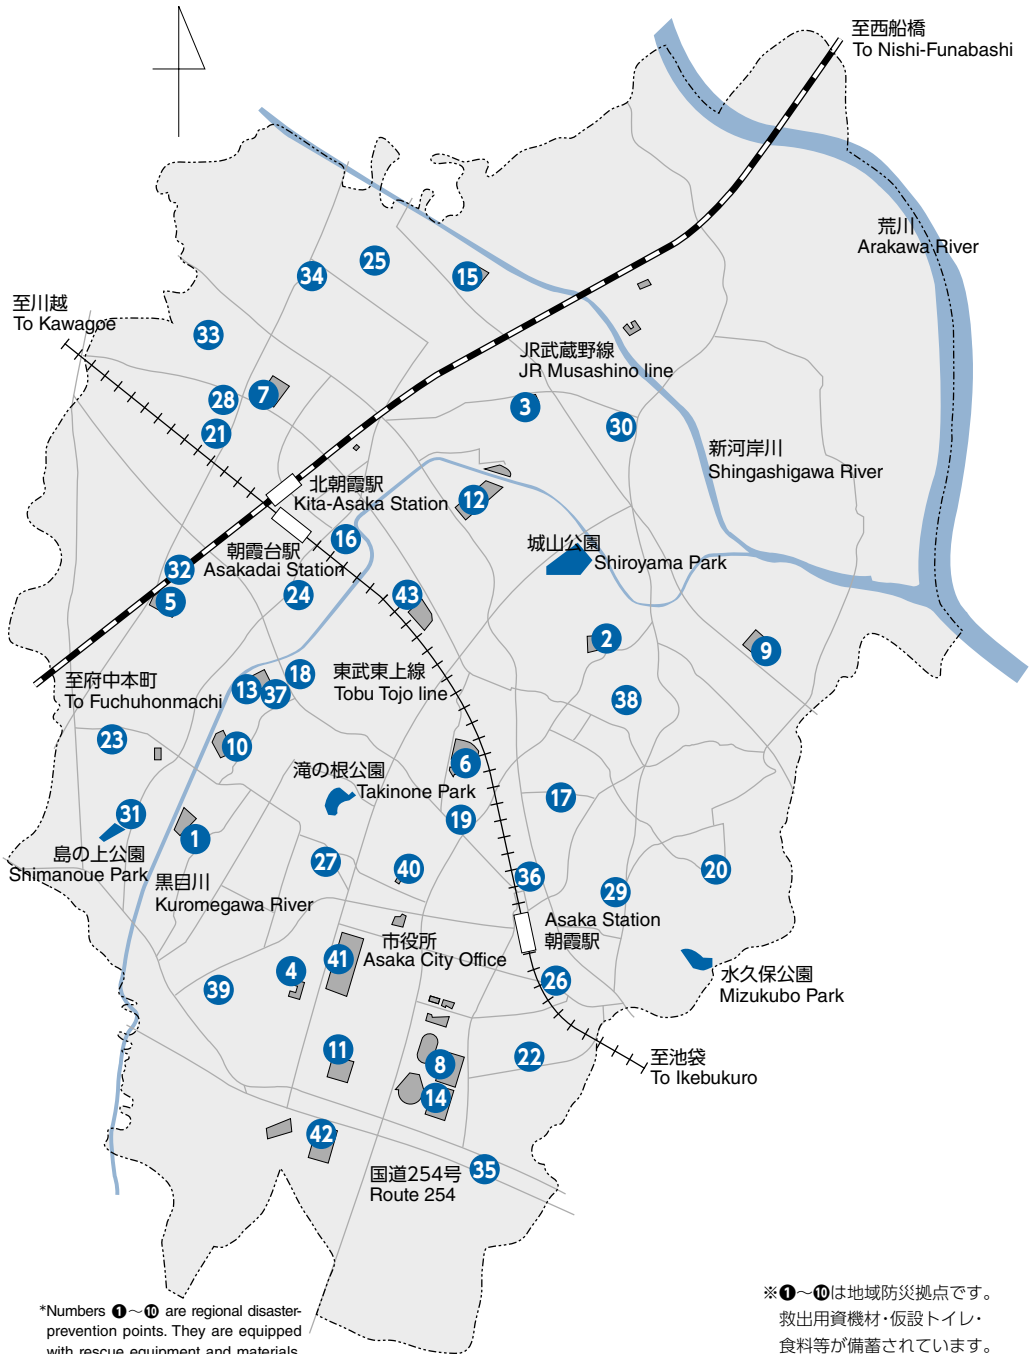 至西船橋
To Nishi-Funabashi
荒川
Arakawa River
25
34
15
至川越
To Kawagoe
33
JR武蔵野線
JR Musashino line
7
28
3
30
21
新河岸川
Shingashigawa River
北朝霞駅
Kita-Asaka Station
12
16
城山公園
Shiroyama Park
朝霞台駅
Asakadai Station
32
24
43
5
2
9
東武東上線
Tobu Tojo line
18
13
37
至府中本町
To Fuchuhonmachi
38
23
10
6
滝の根公園
Takinone Park
17
31
19
1
島の上公園
Shimanoue Park
27
40
36
20
29
黒目川
Kuromegawa River
Asaka Station
朝霞駅
市役所
Asaka City Office
41
4
26
39
水久保公園
Mizukubo Park
11
22
8
至池袋
To Ikebukuro
14
42
35
国道254号
Route 254
*Numbers ❶～❿ are regional disaster-
prevention points. They are equipped
with rescue equipment and materials,
※❶～❿は地域防災拠点です。
救出用資機材・仮設トイレ・
食料等が備蓄されています。